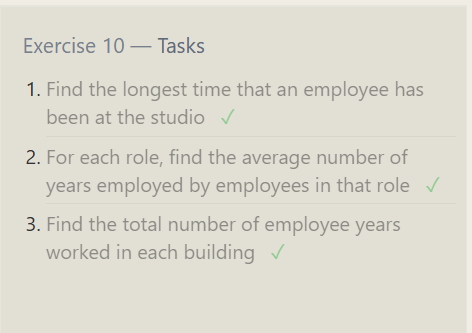 Exercise 10 — Tasks
1. Find the longest time that an employee has
been at the studio ✓
2. For each role, find the average number of
years employed by employees in that role ✓
3. Find the total number of employee years
worked in each building ✓